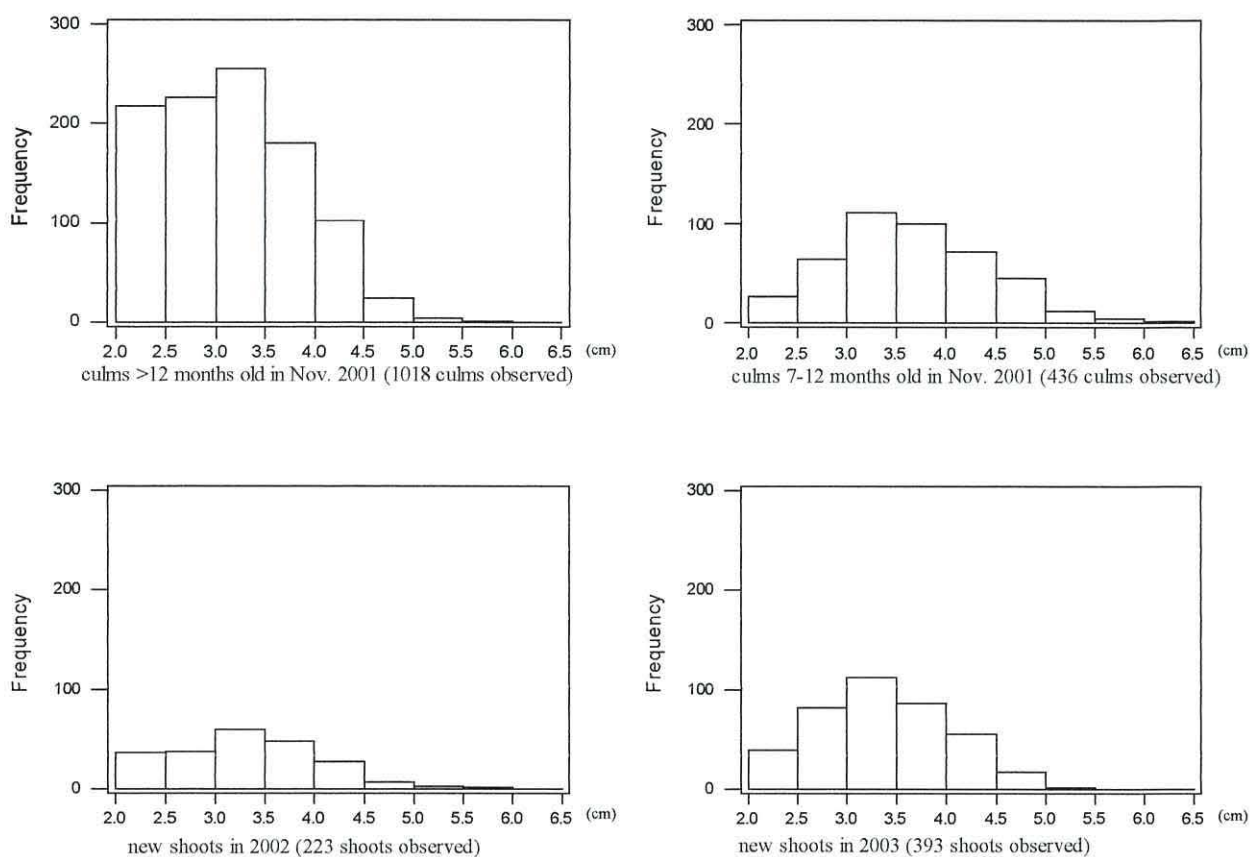 300
200
100
0
Frequency
2.0 2.5 3.0 3.5 4.0 4.5 5.0 5.5 6.0 6.5 (cm)
culms >12 months old in Nov. 2001 (1018 culms observed)
300
200
100
0
Frequency
2.0 2.5 3.0 3.5 4.0 4.5 5.0 5.5 6.0 6.5 (cm)
culms 7-12 months old in Nov. 2001 (436 culms observed)
300
200
100
0
Frequency
2.0 2.5 3.0 3.5 4.0 4.5 5.0 5.5 6.0 6.5 (cm)
new shoots in 2002 (223 shoots observed)
300
200
100
0
Frequency
2.0 2.5 3.0 3.5 4.0 4.5 5.0 5.5 6.0 6.5 (cm)
new shoots in 2003 (393 shoots observed)